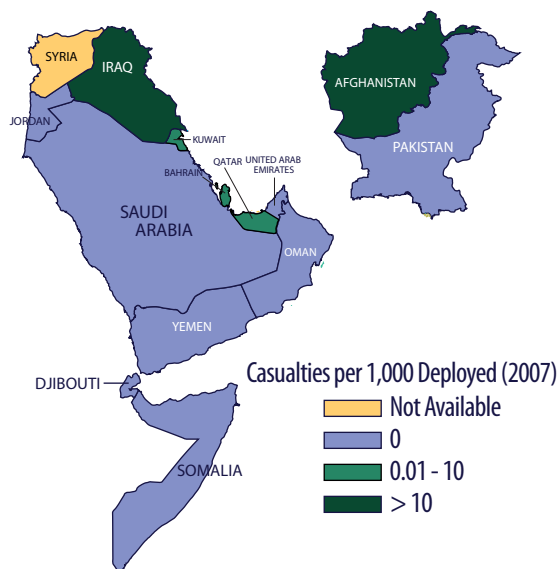 SYRIA
IRAQ
AFGHANISTAN
JORDAN
KUWAIT
PAKISTAN
QATAR
UNITED ARAB
EMIRATES
BAHRAIN
SAUDI
ARABIA
OMAN
YEMEN
DJIBOUTI
Casualties per 1,000 Deployed (2007)
Not Available
0
0.01 - 10
> 10
SOMALIA